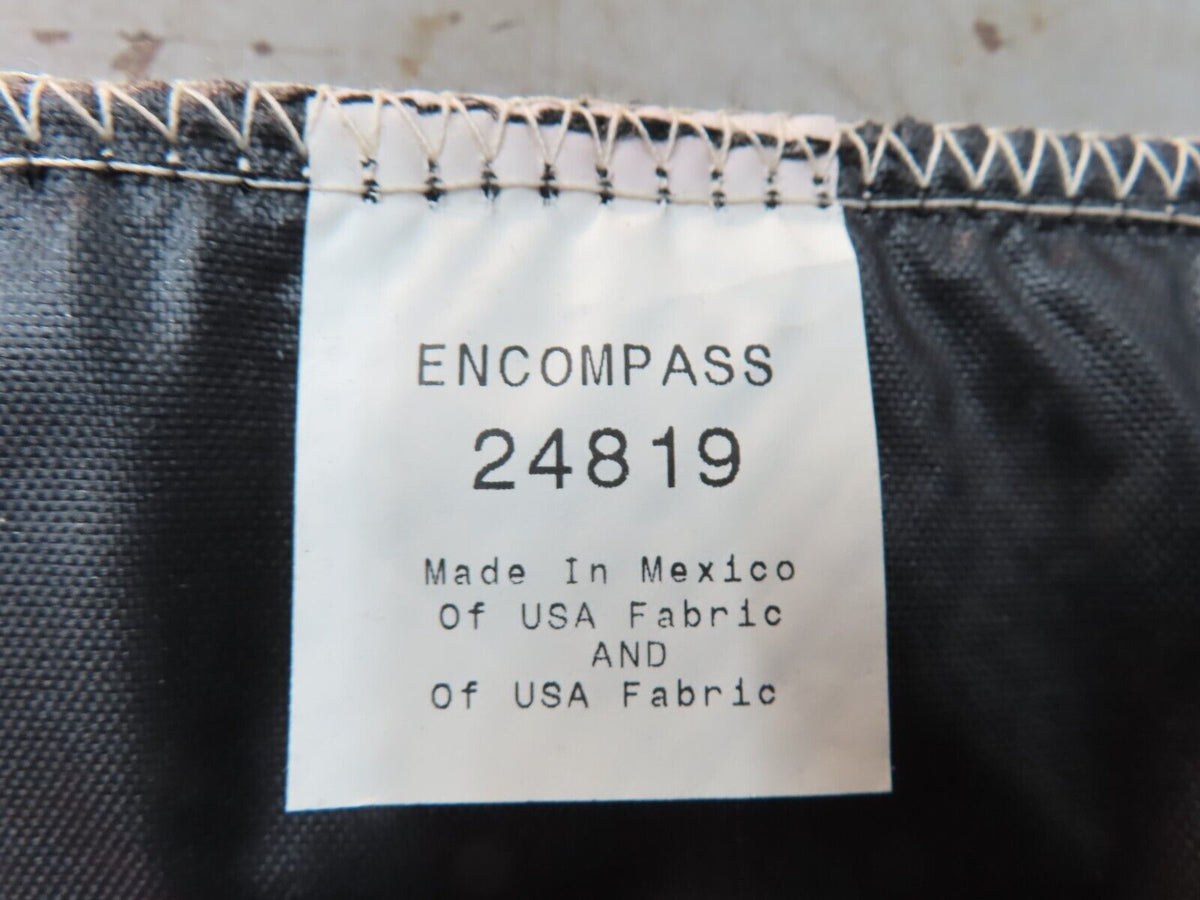 ENCOMPASS
24819
Made In Mexico
Of USA Fabric
AND
Of USA Fabric